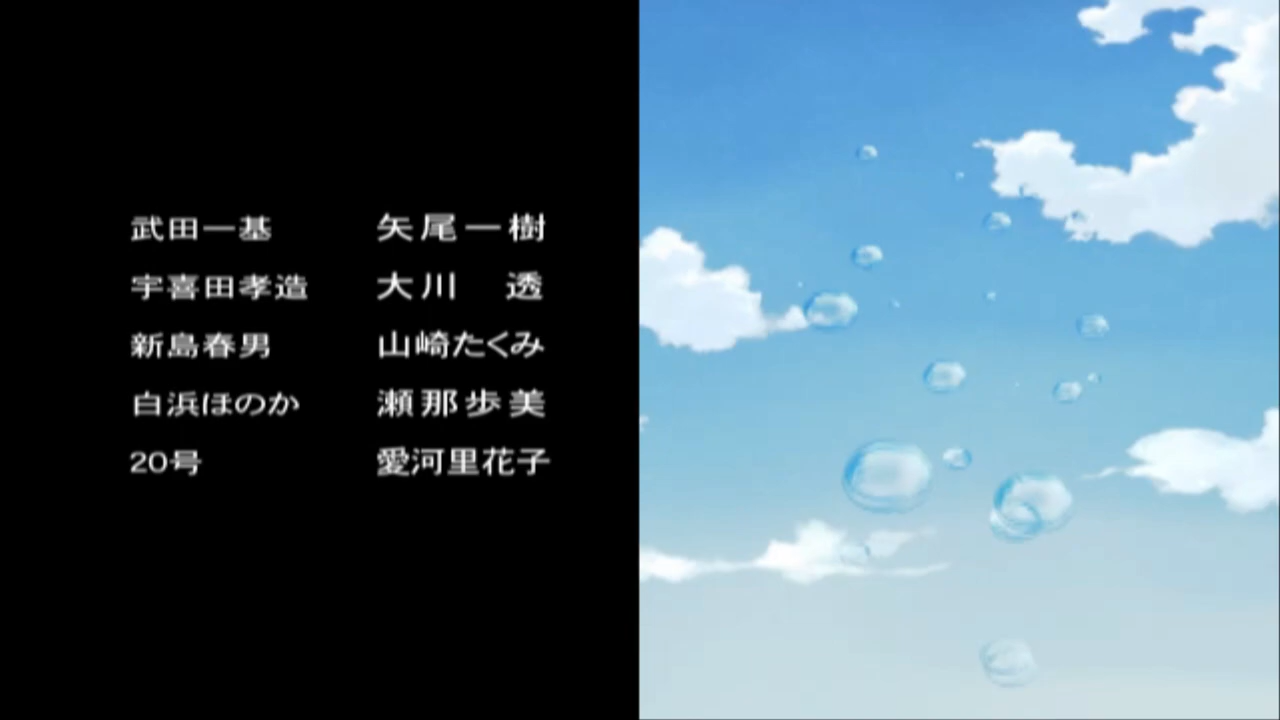 武田一基 矢尾一樹
宇喜田孝造 大川 透
新島春男 山崎たくみ
白浜ほのか 瀬那歩美
20号 愛河里花子